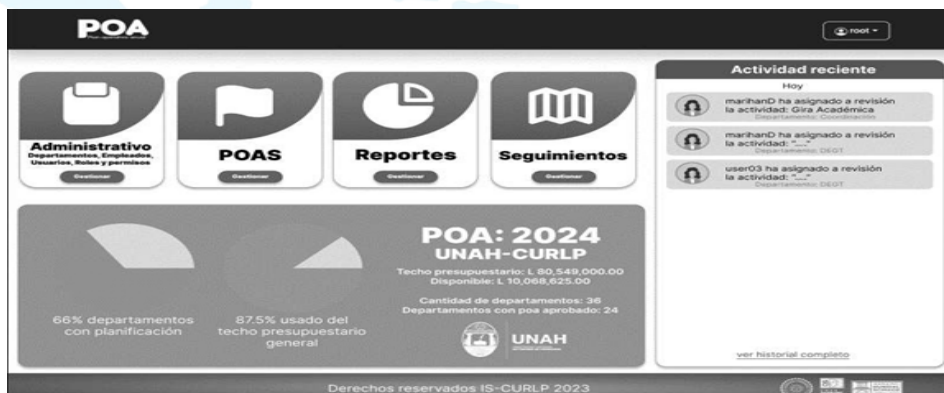 POA
root
Administrativo
Departamentos, Empleados,
Usuarios, Roles y permisos
Gestionar
POAS
Gestionar
Reportes
Gestionar
Seguimientos
Gestionar
POA: 2024
UNAH-CURLP
Techo presupuestario: L 80,549,000.00
Disponible: L 10,068,625.00
Cantidad de departamentos: 36
Departamentos con poa aprobado: 24
66% departamentos
con planificación
87.5% usado del
techo presupuestario
general
UNAH
Actividad reciente
Hoy
marihanD ha asignado a revisión
la actividad: Gira Académica
Departamento: Coordinación
marihanD ha asignado a revisión
la actividad: "...."
Departamento: DEGT
user03 ha asignado a revisión
la actividad: "...."
Departamento: DEGT
ver historial completo
Derechos reservados IS-CURLP 2023